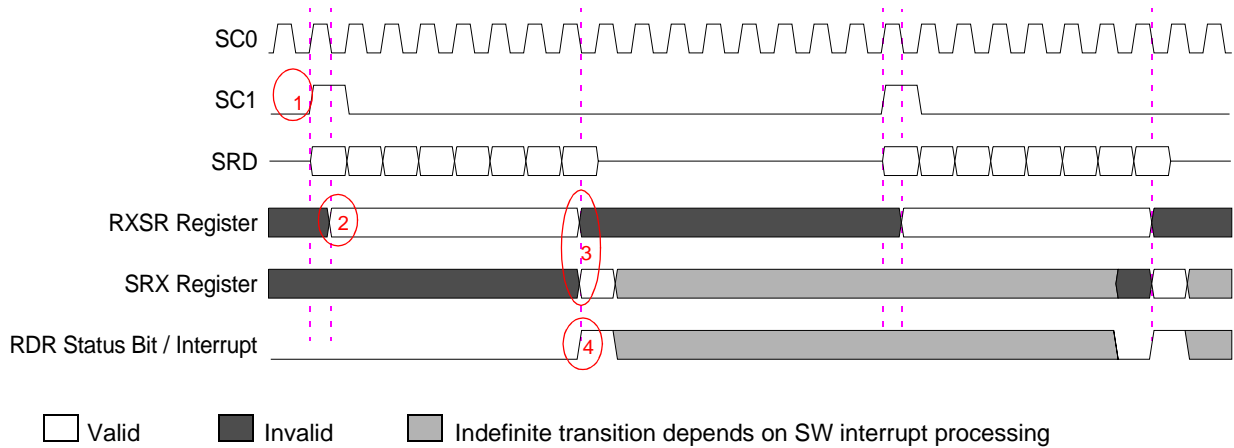 SC0
SC1
1
SRD
RXSR Register
2
3
SRX Register
RDR Status Bit / Interrupt
4
Valid
Invalid
Indefinite transition depends on SW interrupt processing